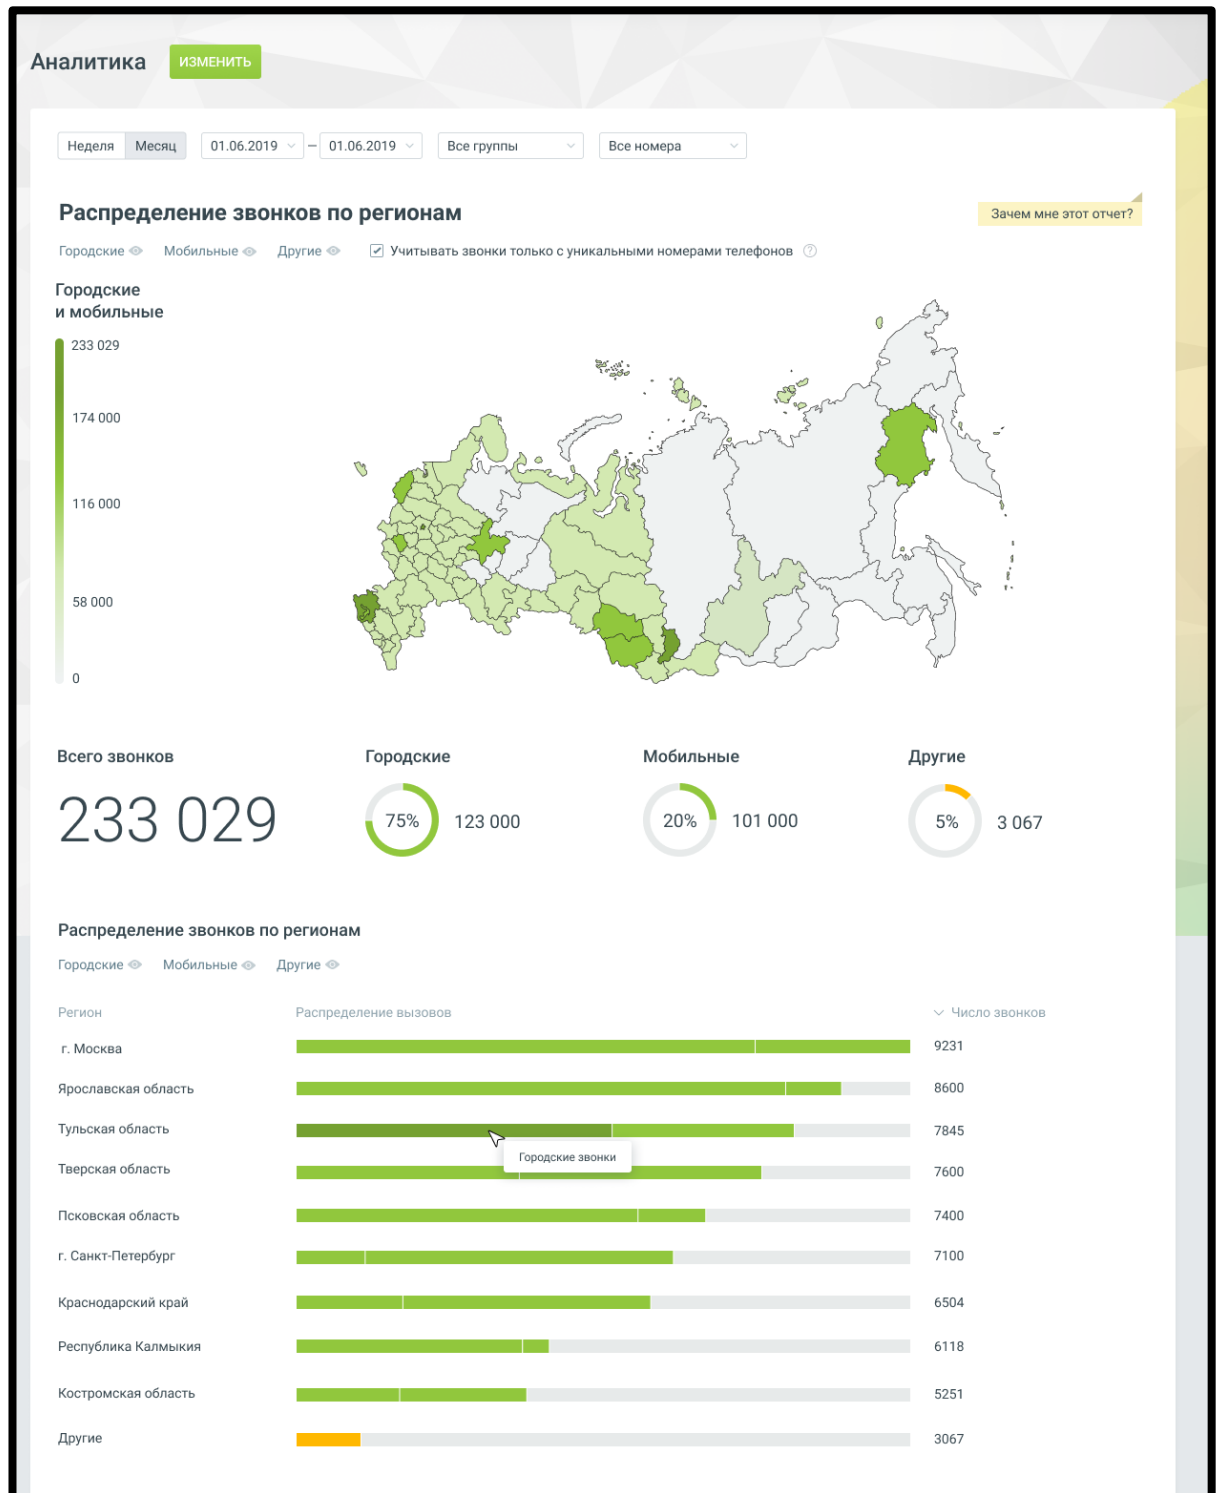 Аналитика
ИЗМЕНИТЬ
Неделя Месяц 01.06.2019 – 01.06.2019 Все группы Все номера
Распределение звонков по регионам
Зачем мне этот отчет?
Городские Мобильные Другие Учитывать звонки только с уникальными номерами телефонов ?
Городские
и мобильные
233 029
174 000
116 000
58 000
0
Всего звонков Городские Мобильные Другие
233 029 75% 123 000 20% 101 000 5% 3 067
Распределение звонков по регионам
Городские Мобильные Другие
Регион Распределение вызовов Число звонков
г. Москва 9231
Ярославская область 8600
Тульская область 7845
Городские звонки
Тверская область 7600
Псковская область 7400
г. Санкт-Петербург 7100
Краснодарский край 6504
Республика Калмыкия 6118
Костромская область 5251
Другие 3067